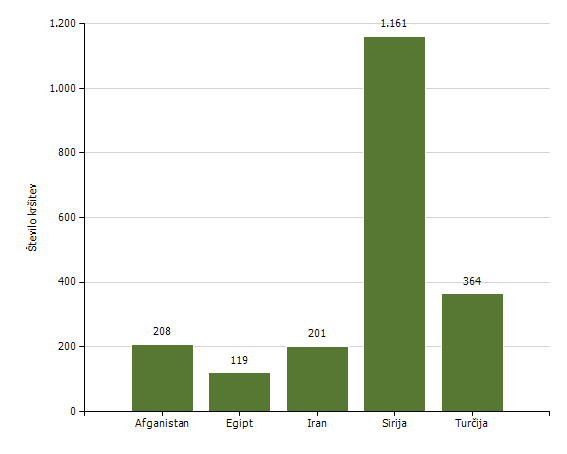 1.200
1.000
800
600
400
200
0
Število kršitev
208
119
201
1.161
364
Afganistan
Egipt
Iran
Sirija
Turčija